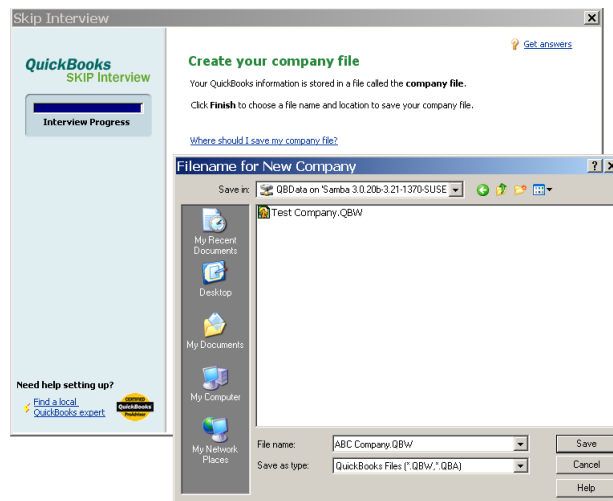 Skip Interview
Get answers
QuickBooks
SKIP Interview
Interview Progress
Create your company file
Your QuickBooks information is stored in a file called the company file.
Click Finish to choose a file name and location to save your company file.
Where should I save my company file?
Need help setting up?
Find a local
QuickBooks expert
CERTIFIED
QuickBooks
ProAdvisor
Filename for New Company
Save in:
QBData on 'Samba 3.0.20b-3.21-1370-SUSE
Test Company.QBW
My Recent
Documents
Desktop
My Documents
My Computer
My Network
Places
File name:
ABC Company.QBW
Save
Save as type:
QuickBooks Files (*.QBW,*.QBA)
Cancel
Help